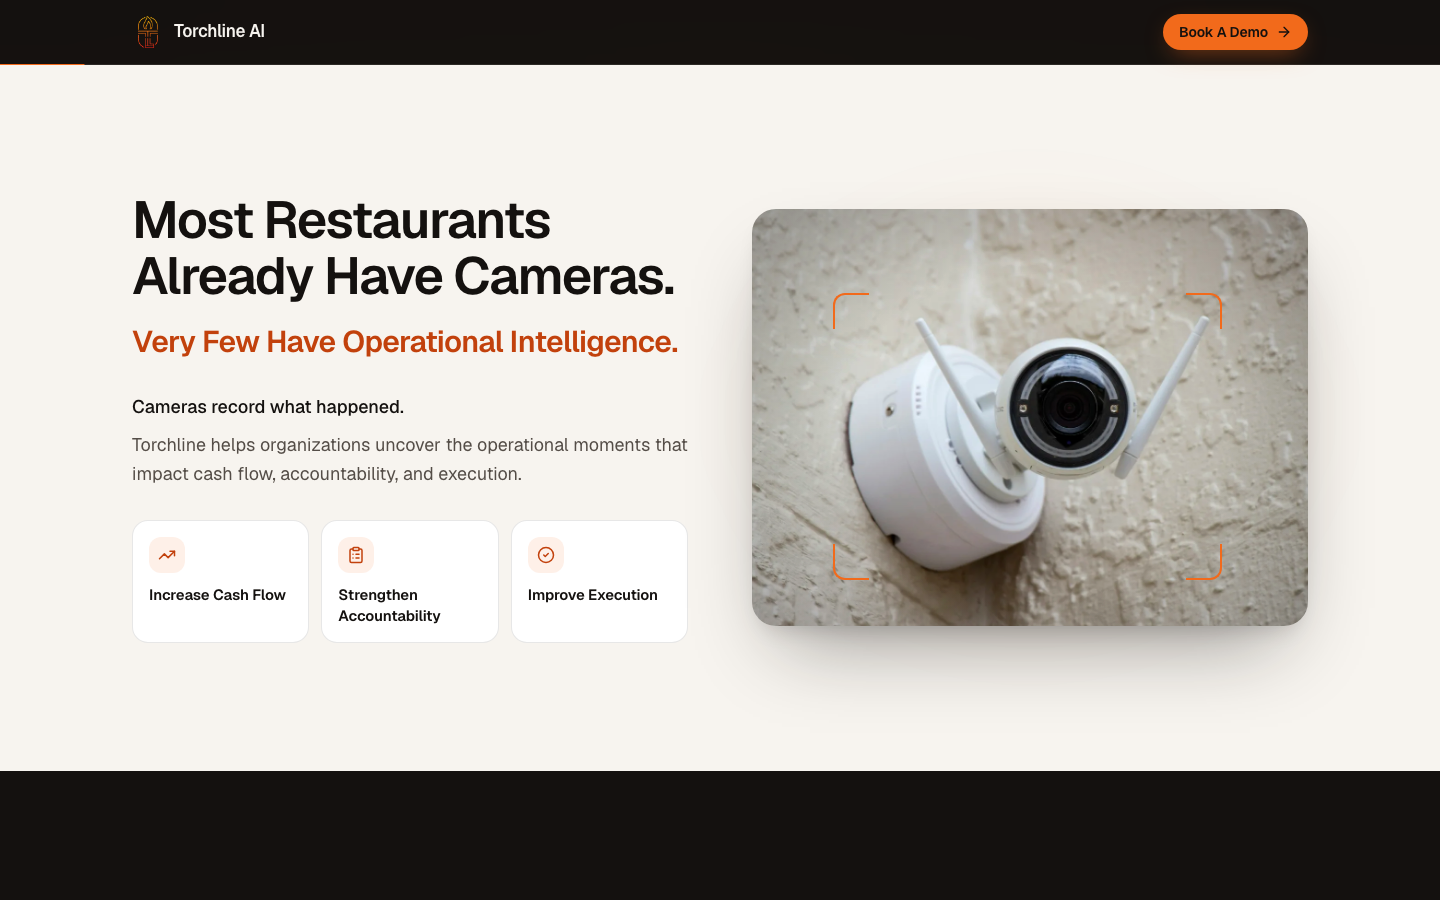 Torchline AI
Book A Demo
Most Restaurants
Already Have Cameras.
Very Few Have Operational Intelligence.
Cameras record what happened.
Torchline helps organizations uncover the operational moments that
impact cash flow, accountability, and execution.
Increase Cash Flow
Strengthen
Accountability
Improve Execution